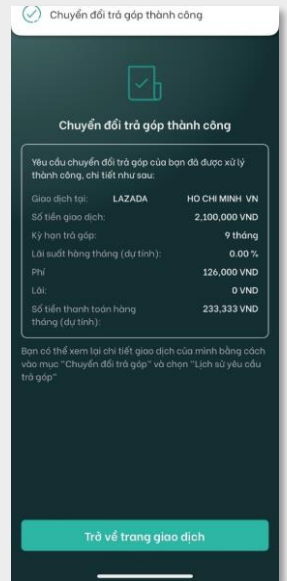 Chuyển đổi trả góp thành công
Chuyển đổi trả góp thành công
Yêu cầu chuyển đổi trả góp của bạn đã được xử lý
thành công, chi tiết như sau:
Giao dịch tại: LAZADA HO CHI MINH VN
Số tiền giao dịch: 2,100,000 VND
Kỳ hạn trả góp: 9 tháng
Lãi suất hàng tháng (dự tính): 0.00 %
Phí 126,000 VND
Lãi: 0 VND
Số tiền thanh toán hàng 233,333 VND
tháng (dự tính):
Bạn có thể xem lại chi tiết giao dịch của mình bằng cách
vào mục "Chuyển đổi trả góp" và chọn "Lịch sử yêu cầu
trả góp"
Trở về trang giao dịch